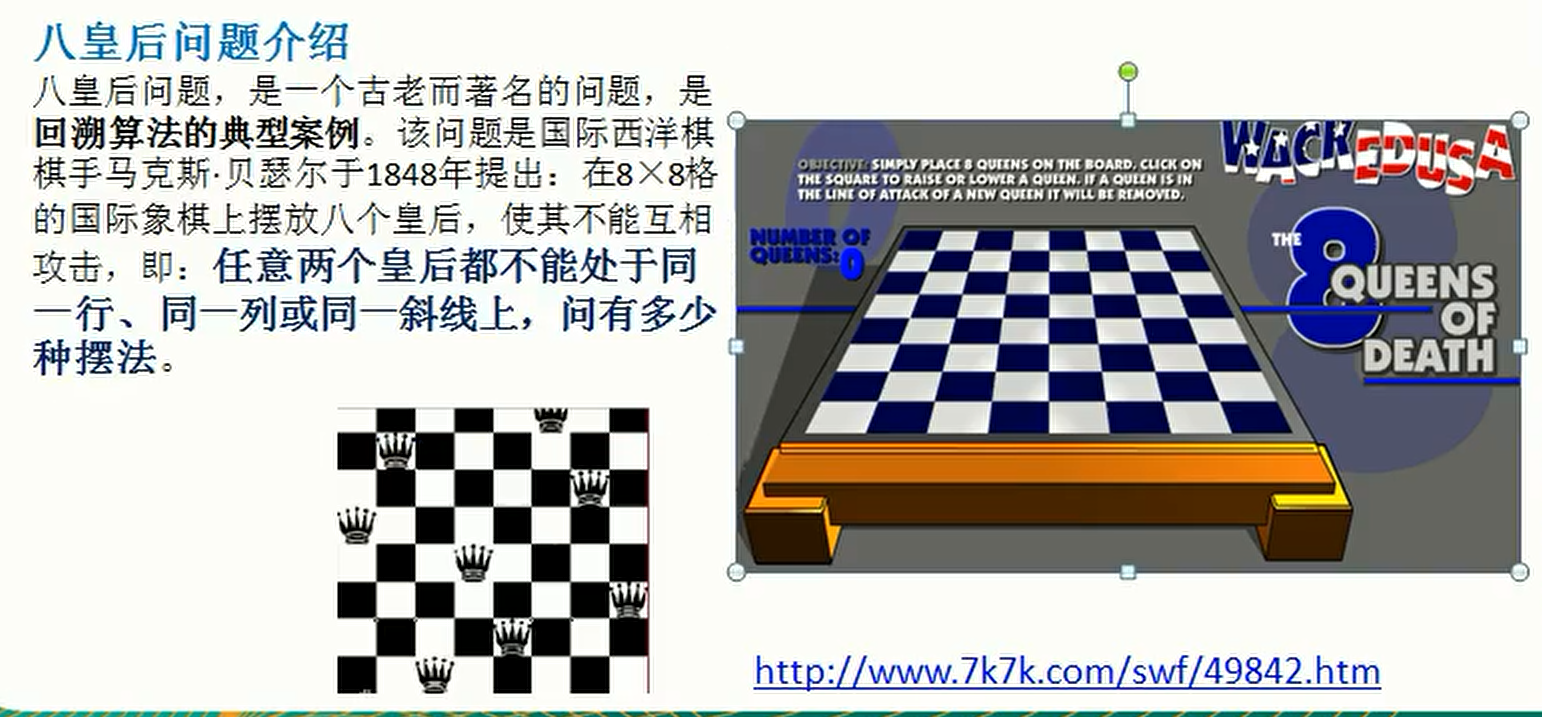 八皇后问题介绍
八皇后问题，是一个古老而著名的问题，是
回溯算法的典型案例。该问题是国际西洋棋
棋手马克斯·贝瑟尔于1848年提出：在8×8格
的国际象棋上摆放八个皇后，使其不能互相
攻击，即：任意两个皇后都不能处于同
一行、同一列或同一斜线上，问有多少
种摆法。
WACKEDUSA
OBJECTIVE: SIMPLY PLACE 8 QUEENS ON THE BOARD. CLICK ON
THE SQUARE TO RAISE OR LOWER A QUEEN. IF A QUEEN IS IN
THE LINE OF ATTACK OF A NEW QUEEN IT WILL BE REMOVED.
NUMBER OF
QUEENS: 0
THE 8
QUEENS
OF
DEATH
http://www.7k7k.com/swf/49842.htm